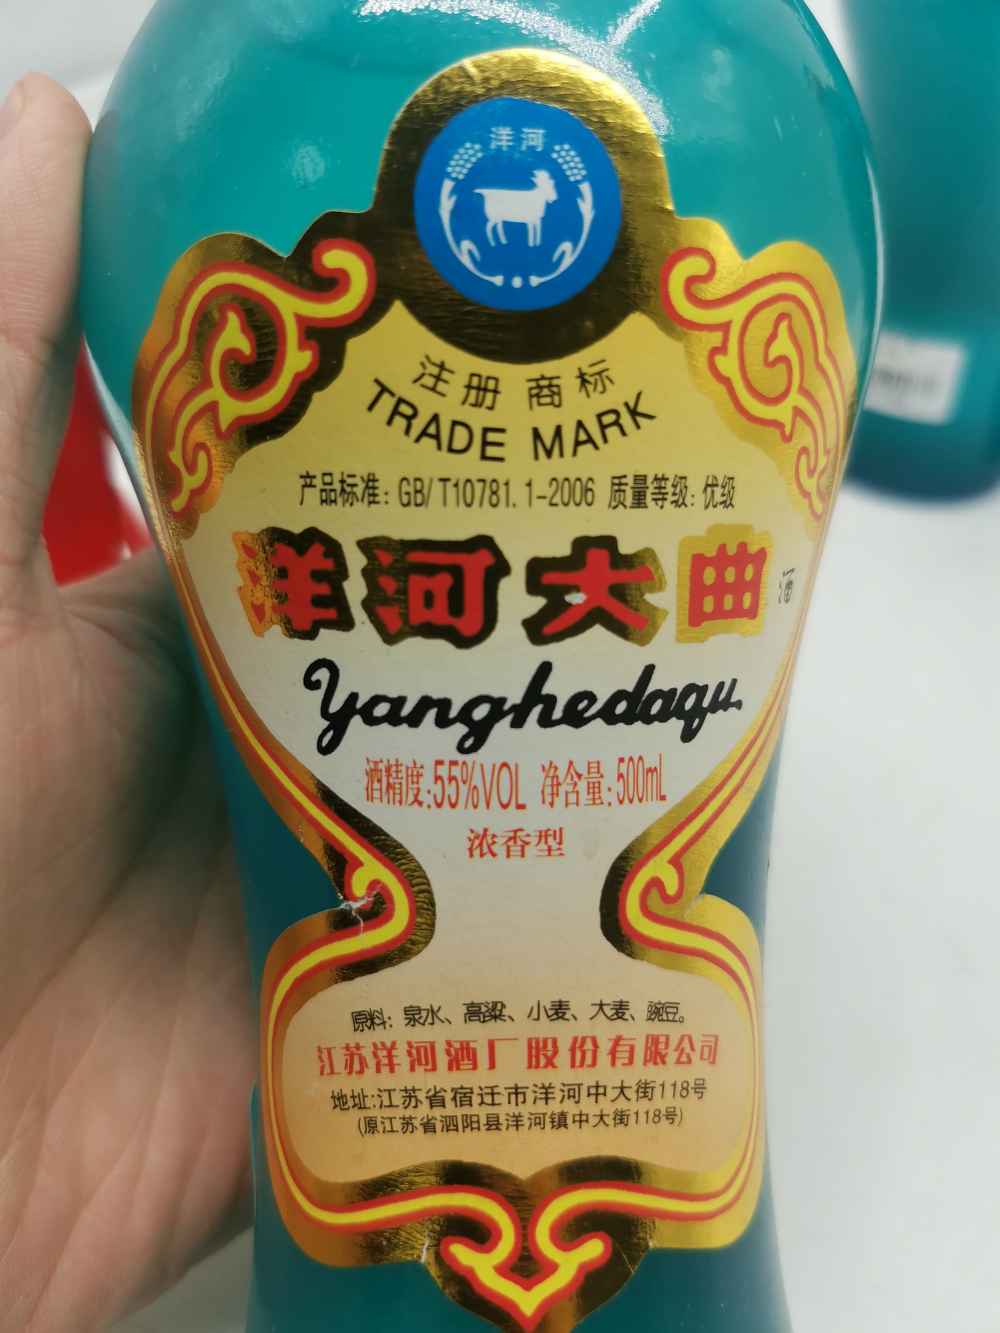 洋河
注册 商标
TRADE MARK
产品标准: GB/T10781.1-2006 质量等级: 优级
洋河大曲
Yanghedaqu
酒精度:55%VOL 净含量:500mL
浓香型
原料: 泉水、高粱、小麦、大麦、豌豆。
江苏洋河酒厂股份有限公司
地址:江苏省宿迁市洋河中大街118号
(原江苏省泗阳县洋河镇中大街118号)